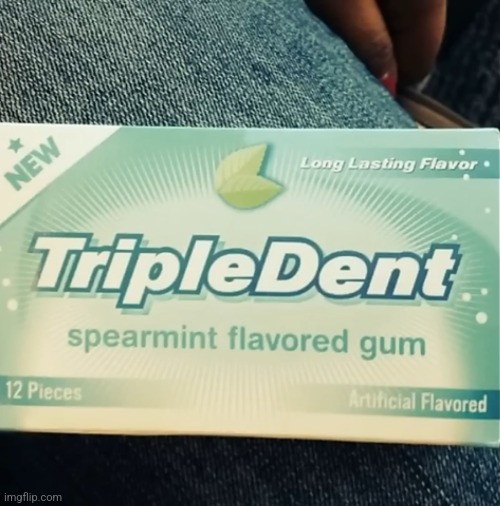 NEW
Long Lasting Flavor
TripleDent
spearmint flavored gum
12 Pieces
Artificial Flavored
imgflip.com